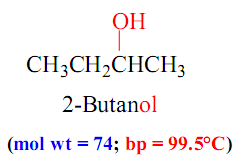 OH
CH₃CH₂CHCH₃
2-Butanol
(mol wt = 74; bp = 99.5°C)